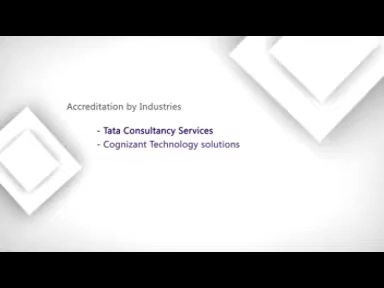 Accreditation by Industries
- Tata Consultancy Services
- Cognizant Technology solutions